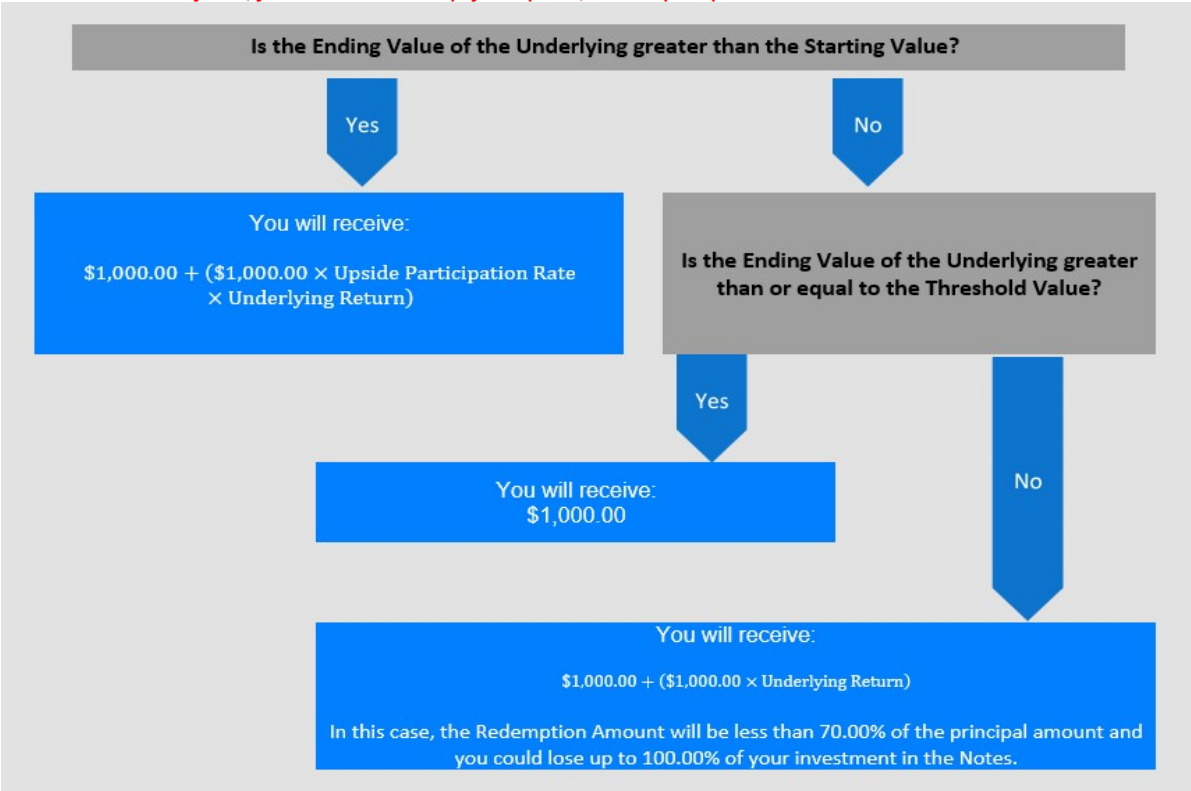 Is the Ending Value of the Underlying greater than the Starting Value?
Yes
No
You will receive:
$1,000.00 + ($1,000.00 × Upside Participation Rate
× Underlying Return)
Is the Ending Value of the Underlying greater
than or equal to the Threshold Value?
Yes
No
You will receive:
$1,000.00
You will receive:
$1,000.00 + ($1,000.00 × Underlying Return)
In this case, the Redemption Amount will be less than 70.00% of the principal amount and
you could lose up to 100.00% of your investment in the Notes.